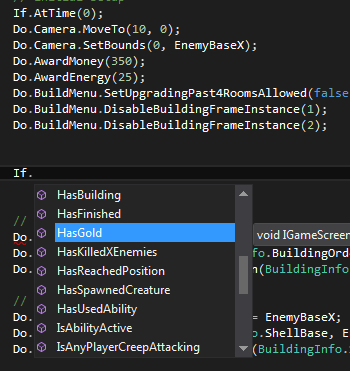 If.AtTime(0);
Do.Camera.MoveTo(10, 0);
Do.Camera.SetBounds(0, EnemyBaseX);
Do.AwardMoney(350);
Do.AwardEnergy(25);
Do.BuildMenu.SetUpgradingPast4RoomsAllowed(false
Do.BuildMenu.DisableBuildingFrameInstance(1);
Do.BuildMenu.DisableBuildingFrameInstance(2);
If.
HasBuilding
HasFinished
// 
HasGold void IGameScreen
Do. fo.BuildingOrd
HasKilledXEnemies
Do. HasReachedPosition n(BuildingInfo
HasSpawnedCreature
// HasUsedAbility
Do. = EnemyBaseX;
IsAbilityActive
Do. o.ShellBase, E
Do. IsAnyPlayerCreepAttacking (BuildingInfo.